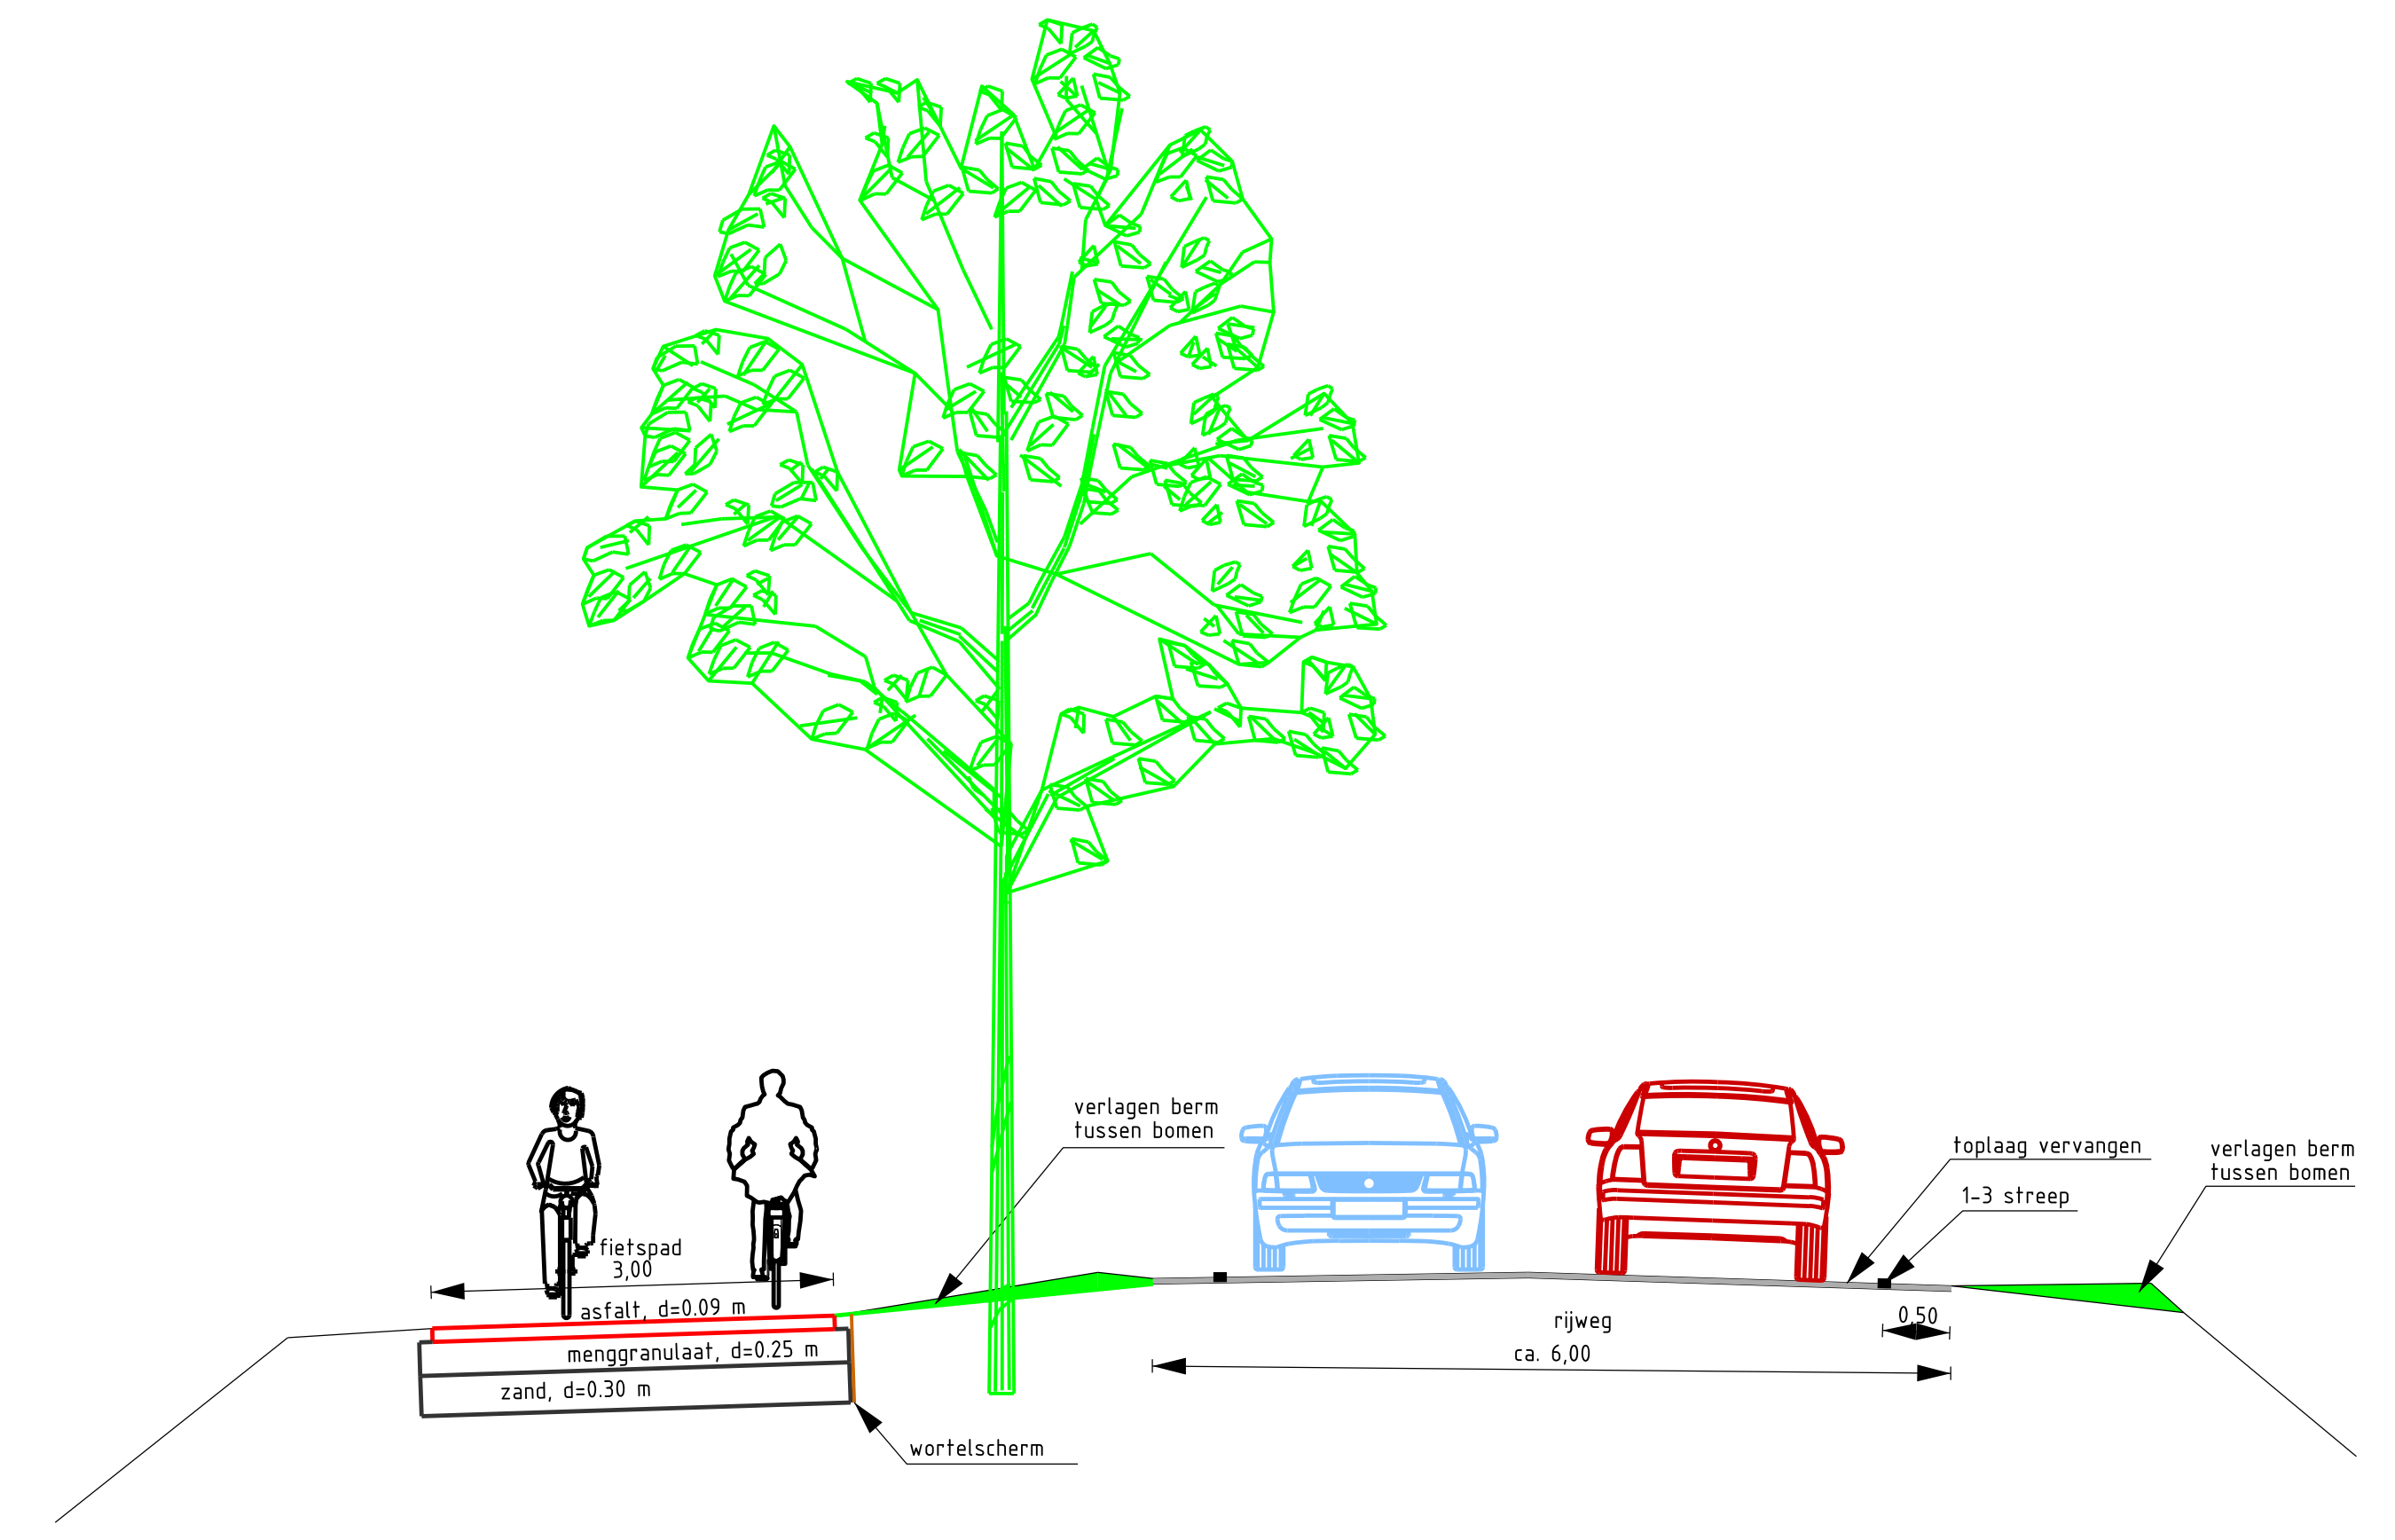 verlagen berm
tussen bomen
toplaag vervangen
verlagen berm
tussen bomen
1-3 streep
fietspad
3,00
asfalt, d=0.09 m
menggranulaat, d=0.25 m
zand, d=0.30 m
wortelscherm
rijweg
ca. 6,00
0,50